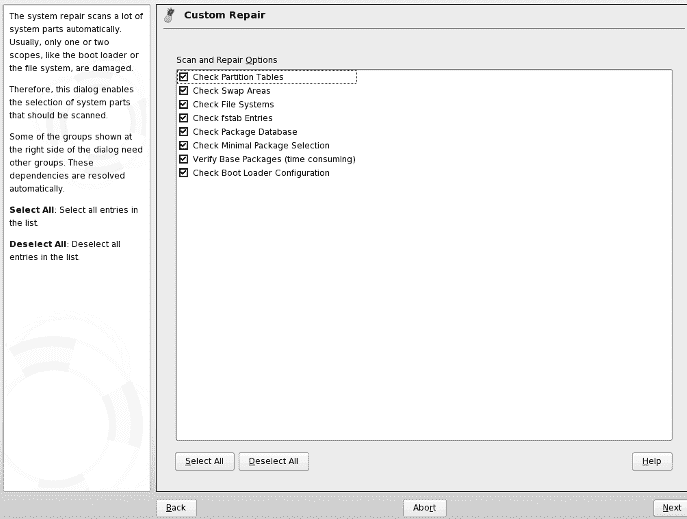 The system repair scans a lot of
system parts automatically.
Usually, only one or two
scopes, like the boot loader or
the file system, are damaged.
Therefore, this dialog enables
the selection of system parts
that should be scanned.
Some of the groups shown at
the right side of the dialog need
other groups. These
dependencies are resolved
automatically.
Select All: Select all entries in
the list.
Deselect All: Deselect all
entries in the list.
Custom Repair
Scan and Repair Options
Check Partition Tables
Check Swap Areas
Check File Systems
Check fstab Entries
Check Package Database
Check Minimal Package Selection
Verify Base Packages (time consuming)
Check Boot Loader Configuration
Select All
Deselect All
Help
Back
Abort
Next